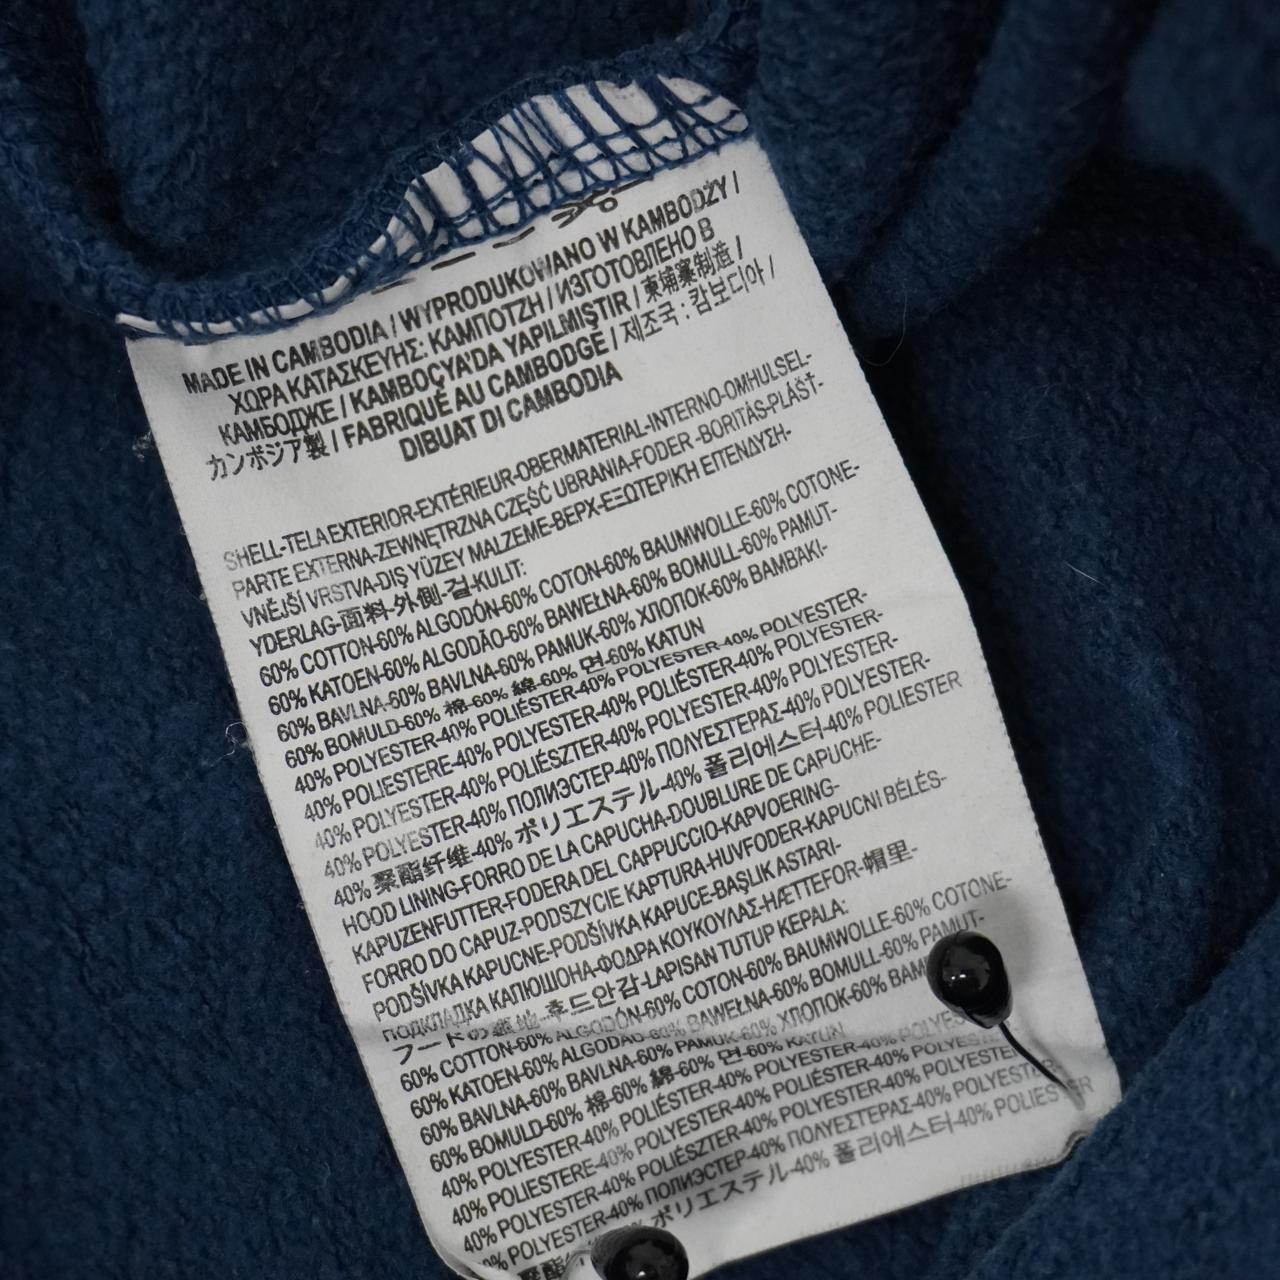 MADE IN CAMBODIA / WYPRODUKOWANO W KAMBODŻY /
ΧΩΡΑ ΚΑΤΑΣΚΕΥΗΣ: ΚΑΜΠΟΤΖΗ / ИЗГОТОВЛЕНО В
КАМБОДЖЕ / KAMBOÇYA'DA YAPILMIŞTIR / 柬埔寨制造 /
カンボジア製 / FABRIQUÉ AU CAMBODGE / 제조국 : 캄보디아 /
DIBUAT DI CAMBODIA
SHELL-TELA EXTERIOR-EXTÉRIEUR-OBERMATERIAL-INTERNO-OMHULSEL-
PARTE EXTERNA-ZEWNĘTRZNA CZĘŚĆ UBRANIA-FODER -BORITÁS-PLÁŠŤ-
VNĚJŠÍ VRSTVA-DIŞ YÜZEY MALZEME-ВЕРХ-ΕΞΩΤΕΡΙΚΗ ΕΠΕΝΔΥΣΗ-
YDERLAG-面料-外側-겉-KULIT:
60% COTTON-60% ALGODÓN-60% COTON-60% BAUMWOLLE-60% COTONE-
60% KATOEN-60% ALGODÃO-60% BAWEŁNA-60% BOMULL-60% PAMUT-
60% BAVLNA-60% BAVLNA-60% PAMUK-60% ХЛОПОК-60% ΒΑΜΒΑΚΙ-
60% BOMULD-60% 棉-60% 綿-60% 면-60% KATUN
40% POLYESTER-40% POLIÉSTER-40% POLYESTER-40% POLYESTER-
40% POLIESTERE-40% POLYESTER-40% POLIÉSTER-40% POLYESTER-
40% POLYESTER-40% POLIÉSZTER-40% POLYESTER-40% POLYESTER-
40% POLYESTER-40% ПОЛИЭСТЕР-40% ΠΟΛΥΕΣΤΕΡΑΣ-40% POLYESTER-
40% 聚酯纤维-40% ポリエステル-40% 폴리에스터-40% POLIESTER
HOOD LINING-FORRO DE LA CAPUCHA-DOUBLURE DE CAPUCHE-
KAPUZENFUTTER-FODERA DEL CAPPUCCIO-KAPVOERING-
FORRO DO CAPUZ-PODSZYCIE KAPTURA-HUVFODER-KAPUCNI BÉLÉS-
PODŠÍVKA KAPUCNE-PODŠÍVKA KAPUCE-BAŞLIK ASTARI-
ПОДКЛАДКА КАПЮШОНА-ΦΟΔΡΑ ΚΟΥΚΟΥΛΑΣ-HÆTTEFOR-帽里-
フードの裏地-후드안감-LAPISAN TUTUP KEPALA:
60% COTTON-60% ALGODÓN-60% COTON-60% BAUMWOLLE-60% COTONE-
60% KATOEN-60% ALGODÃO-60% BAWEŁNA-60% BOMULL-60% PAMUT-
60% BAVLNA-60% BAVLNA-60% PAMUK-60% ХЛОПОК-60%
60% BOMULD-60% 棉-60% 綿-60% 면-60% KATUN
40% POLYESTER-40% POLIÉSTER-40% POLYESTER-40%
40% POLIESTERE-40% POLYESTER-40% POLIÉSTER-40% POLYESTER-
40% POLYESTER-40% POLIÉSZTER-40% POLYESTER-40% POLYESTER-
POLYESTER-40% ПОЛИЭСТЕР-40% ΠΟΛΥΕΣΤΕΡΑΣ-40% POLYESTER-
ポリエステル-40% 폴리에스터-40% POLIESTER